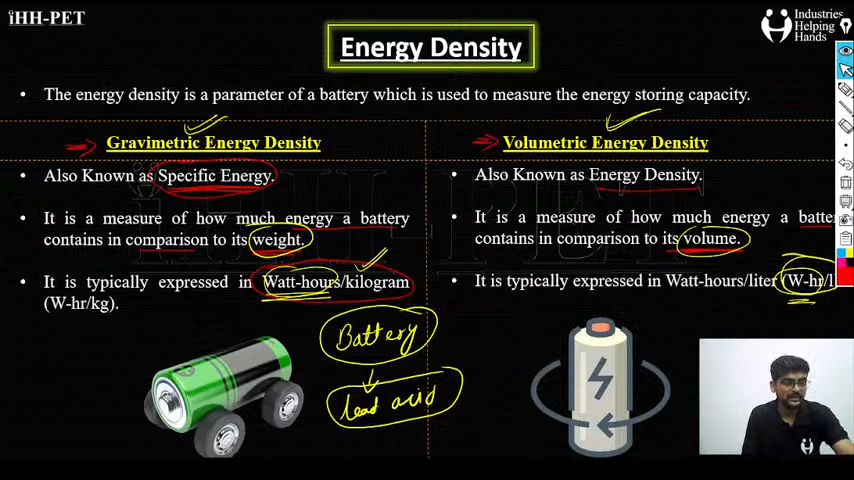 iHH-PET
Industries
Helping
Hands
Energy Density
• The energy density is a parameter of a battery which is used to measure the energy storing capacity.
Gravimetric Energy Density
• Also Known as Specific Energy.
• It is a measure of how much energy a battery
contains in comparison to its weight.
• It is typically expressed in Watt-hours/kilogram
(W-hr/kg).
Volumetric Energy Density
• Also Known as Energy Density.
• It is a measure of how much energy a batte
contains in comparison to its volume.
• It is typically expressed in Watt-hours/liter (W-hr/l
Battery
lead acid
iHH-PET